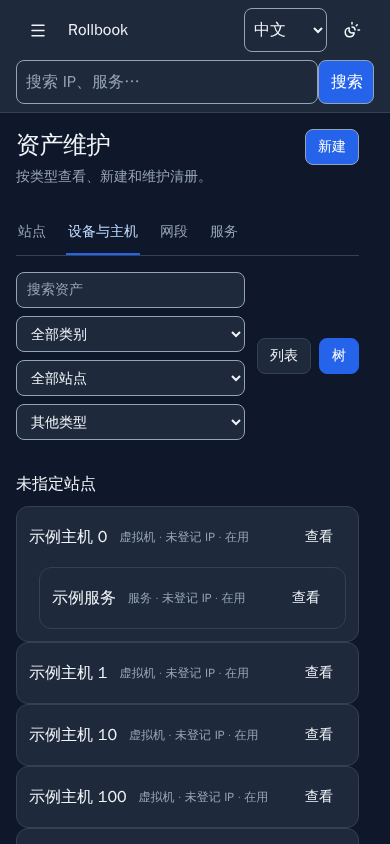 Rollbook
中文
搜索 IP、服务…
搜索
资产维护
新建
按类型查看、新建和维护清册。
站点
设备与主机
网段
服务
搜索资产
全部类别
全部站点
其他类型
列表
树
未指定站点
示例主机 0 虚拟机 · 未登记 IP · 在用 查看
示例服务 服务 · 未登记 IP · 在用 查看
示例主机 1 虚拟机 · 未登记 IP · 在用 查看
示例主机 10 虚拟机 · 未登记 IP · 在用 查看
示例主机 100 虚拟机 · 未登记 IP · 在用 查看